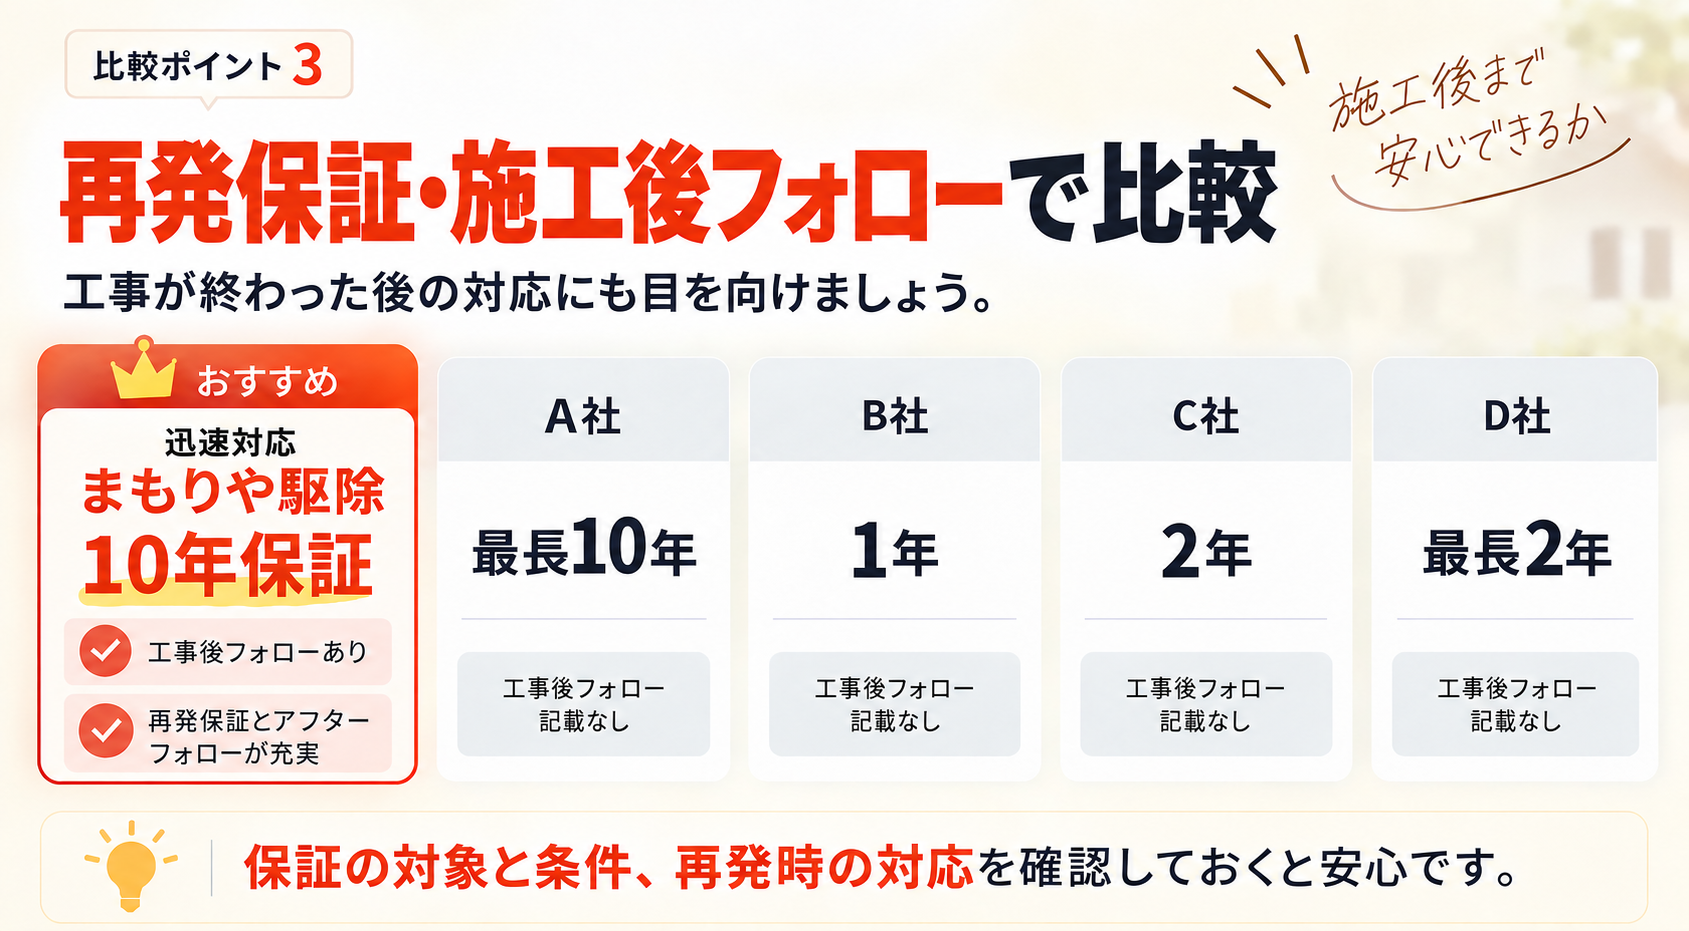 比較ポイント 3
施工後まで
安心できるか
再発保証・施工後フォローで比較
工事が終わった後の対応にも目を向けましょう。
おすすめ
迅速対応
まもりや駆除
10年保証
工事後フォローあり
再発保証とアフター
フォローが充実
A社
最長10年
工事後フォロー
記載なし
B社
1年
工事後フォロー
記載なし
C社
2年
工事後フォロー
記載なし
D社
最長2年
工事後フォロー
記載なし
保証の対象と条件、再発時の対応を確認しておくと安心です。